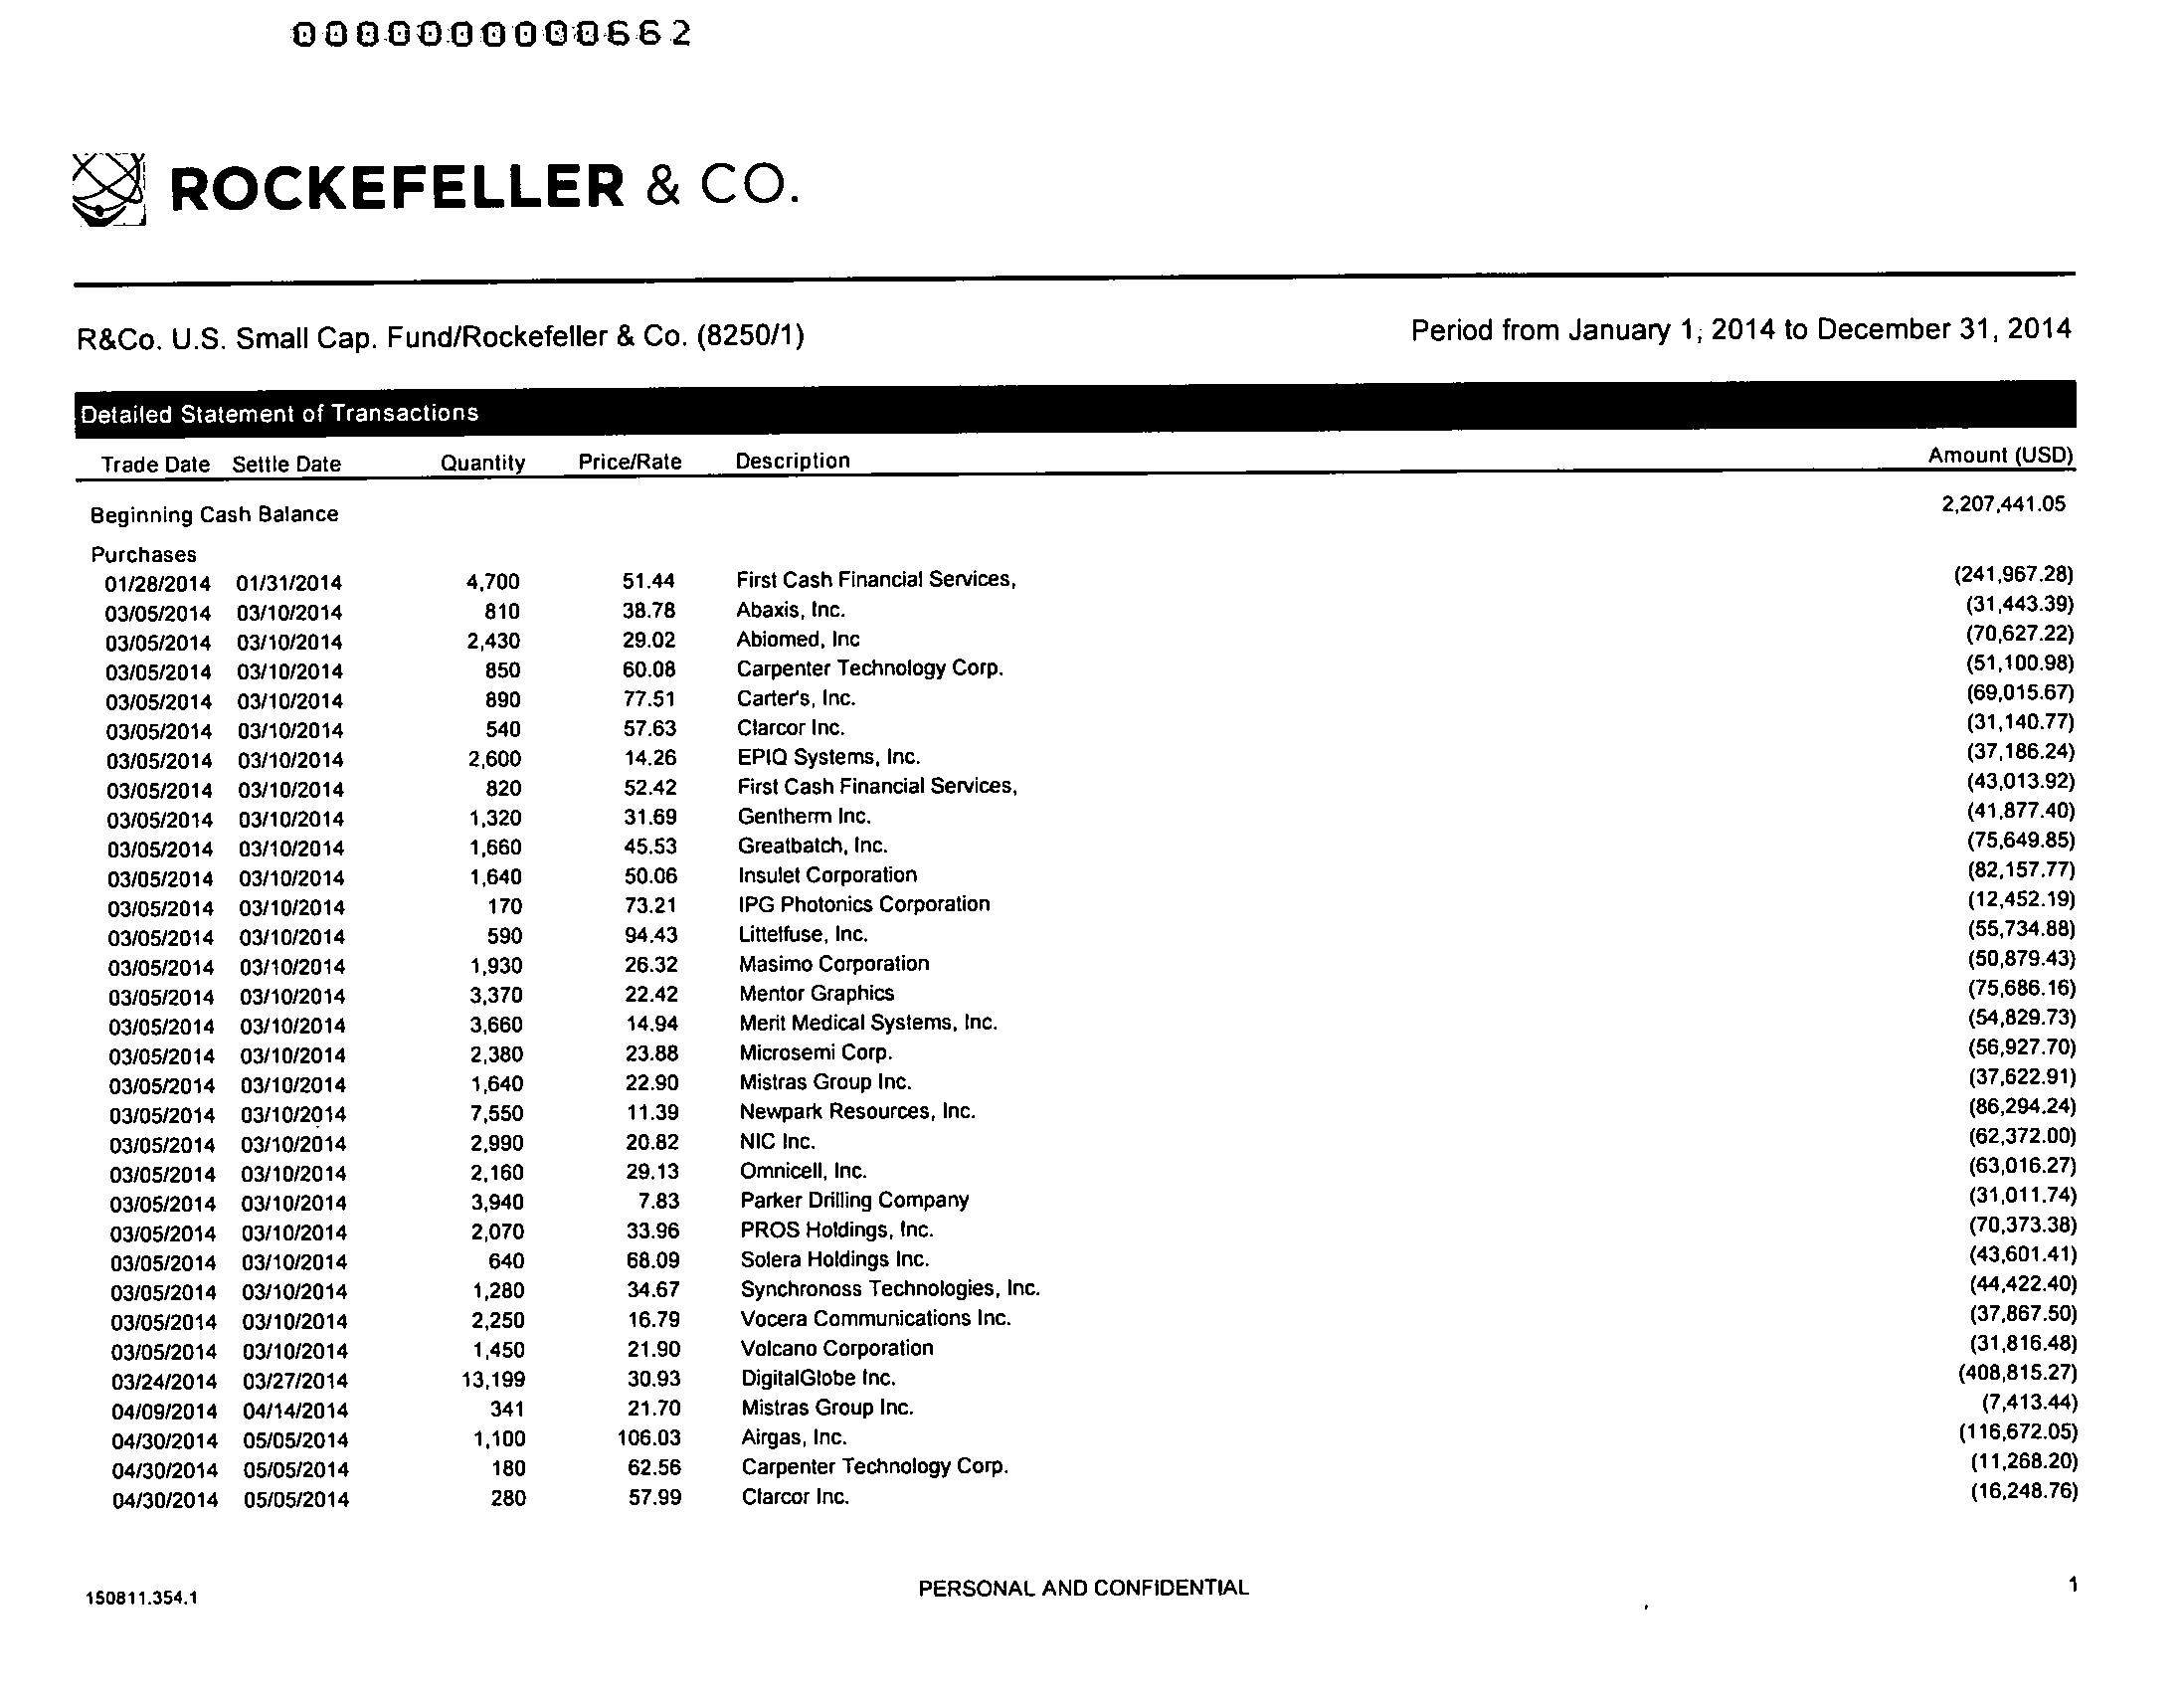 0000000000662
ROCKEFELLER & CO.
R&Co. U.S. Small Cap. Fund/Rockefeller & Co. (8250/1) Period from January 1, 2014 to December 31, 2014
Detailed Statement of Transactions
Trade Date Settle Date Quantity Price/Rate Description Amount (USD)
Beginning Cash Balance 2,207,441.05
Purchases
01/28/2014 01/31/2014 4,700 51.44 First Cash Financial Services, (241,967.28)
03/05/2014 03/10/2014 810 38.78 Abaxis, Inc. (31,443.39)
03/05/2014 03/10/2014 2,430 29.02 Abiomed, Inc (70,627.22)
03/05/2014 03/10/2014 850 60.08 Carpenter Technology Corp. (51,100.98)
03/05/2014 03/10/2014 890 77.51 Carter's, Inc. (69,015.67)
03/05/2014 03/10/2014 540 57.63 Clarcor Inc. (31,140.77)
03/05/2014 03/10/2014 2,600 14.26 EPIQ Systems, Inc. (37,186.24)
03/05/2014 03/10/2014 820 52.42 First Cash Financial Services, (43,013.92)
03/05/2014 03/10/2014 1,320 31.69 Gentherm Inc. (41,877.40)
03/05/2014 03/10/2014 1,660 45.53 Greatbatch, Inc. (75,649.85)
03/05/2014 03/10/2014 1,640 50.06 Insulet Corporation (82,157.77)
03/05/2014 03/10/2014 170 73.21 IPG Photonics Corporation (12,452.19)
03/05/2014 03/10/2014 590 94.43 Littelfuse, Inc. (55,734.88)
03/05/2014 03/10/2014 1,930 26.32 Masimo Corporation (50,879.43)
03/05/2014 03/10/2014 3,370 22.42 Mentor Graphics (75,686.16)
03/05/2014 03/10/2014 3,660 14.94 Merit Medical Systems, Inc. (54,829.73)
03/05/2014 03/10/2014 2,380 23.88 Microsemi Corp. (56,927.70)
03/05/2014 03/10/2014 1,640 22.90 Mistras Group Inc. (37,622.91)
03/05/2014 03/10/2014 7,550 11.39 Newpark Resources, Inc. (86,294.24)
03/05/2014 03/10/2014 2,990 20.82 NIC Inc. (62,372.00)
03/05/2014 03/10/2014 2,160 29.13 Omnicell, Inc. (63,016.27)
03/05/2014 03/10/2014 3,940 7.83 Parker Drilling Company (31,011.74)
03/05/2014 03/10/2014 2,070 33.96 PROS Holdings, Inc. (70,373.38)
03/05/2014 03/10/2014 640 68.09 Solera Holdings Inc. (43,601.41)
03/05/2014 03/10/2014 1,280 34.67 Synchronoss Technologies, Inc. (44,422.40)
03/05/2014 03/10/2014 2,250 16.79 Vocera Communications Inc. (37,867.50)
03/05/2014 03/10/2014 1,450 21.90 Volcano Corporation (31,816.48)
03/24/2014 03/27/2014 13,199 30.93 DigitalGlobe Inc. (408,815.27)
04/09/2014 04/14/2014 341 21.70 Mistras Group Inc. (7,413.44)
04/30/2014 05/05/2014 1,100 106.03 Airgas, Inc. (116,672.05)
04/30/2014 05/05/2014 180 62.56 Carpenter Technology Corp. (11,268.20)
04/30/2014 05/05/2014 280 57.99 Clarcor Inc. (16,248.76)
150811.354.1 PERSONAL AND CONFIDENTIAL 1